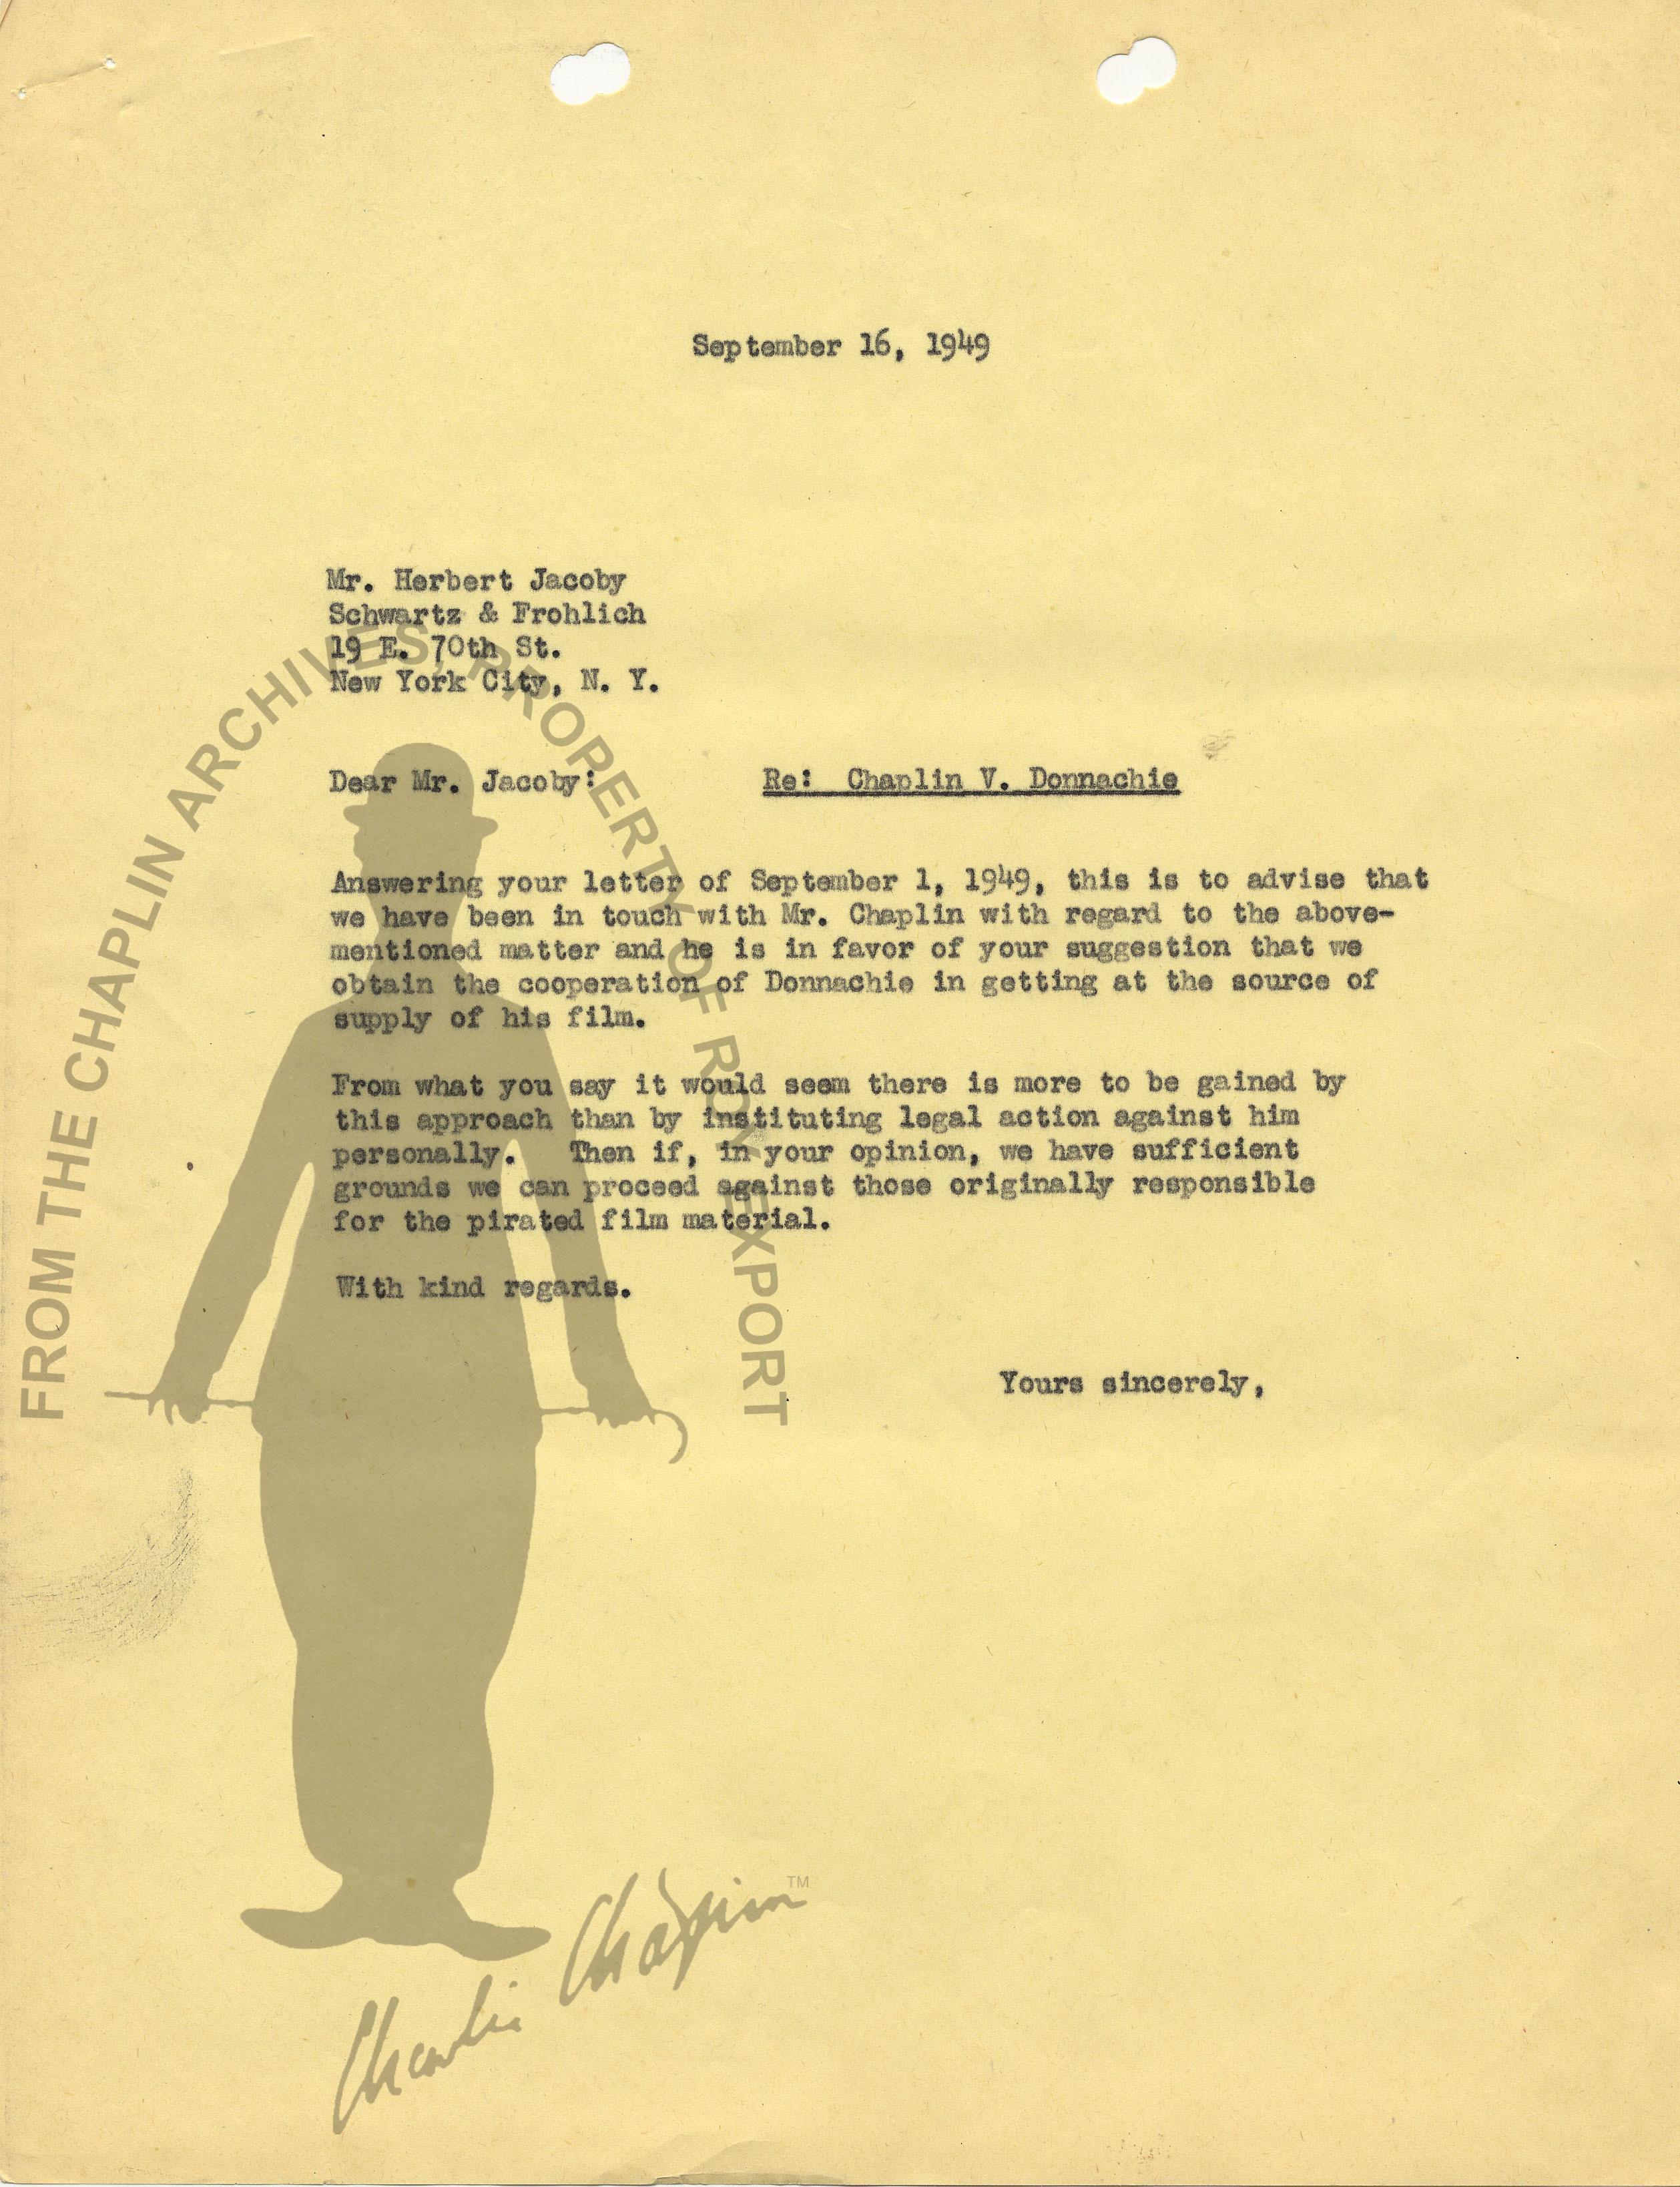 September 16, 1949
Mr. Herbert Jacoby
Schwartz & Frohlich
19 E. 70th St.
New York City, N. Y.
Dear Mr. Jacoby: Re: Chaplin V. Donnachie
Answering your letter of September 1, 1949, this is to advise that
we have been in touch with Mr. Chaplin with regard to the above-
mentioned matter and he is in favor of your suggestion that we
obtain the cooperation of Donnachie in getting at the source of
supply of his film.
From what you say it would seem there is more to be gained by
this approach than by instituting legal action against him
personally. Then if, in your opinion, we have sufficient
grounds we can proceed against those originally responsible
for the pirated film material.
With kind regards.
Yours sincerely,
FROM THE CHAPLIN ARCHIVES, PROPERTY OF ROY EXPORT
Charlie Chaplin TM